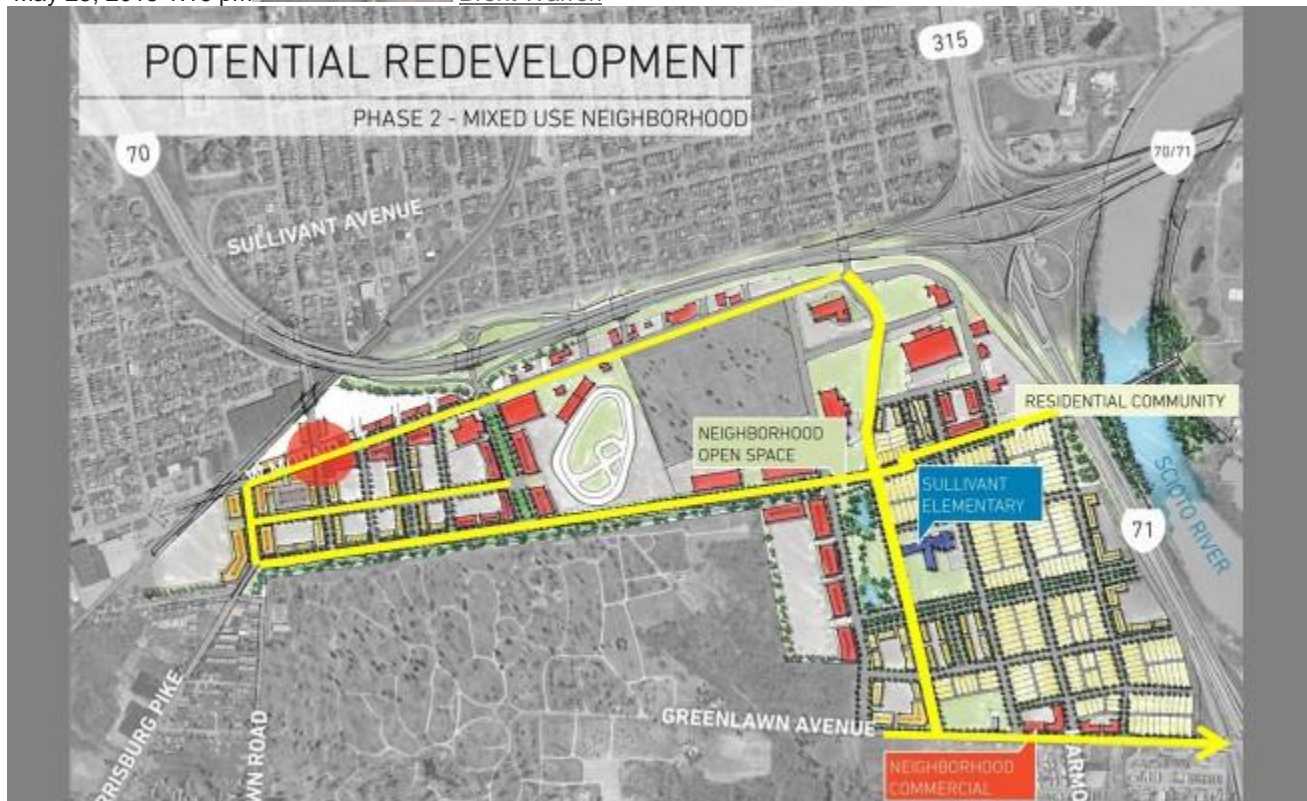 POTENTIAL REDEVELOPMENT
PHASE 2 - MIXED USE NEIGHBORHOOD
315
70
70/71
SULLIVANT AVENUE
RESIDENTIAL COMMUNITY
NEIGHBORHOOD
OPEN SPACE
SULLIVANT
ELEMENTARY
SCIOTO RIVER
71
GREENLAWN AVENUE
NEIGHBORHOOD
COMMERCIAL